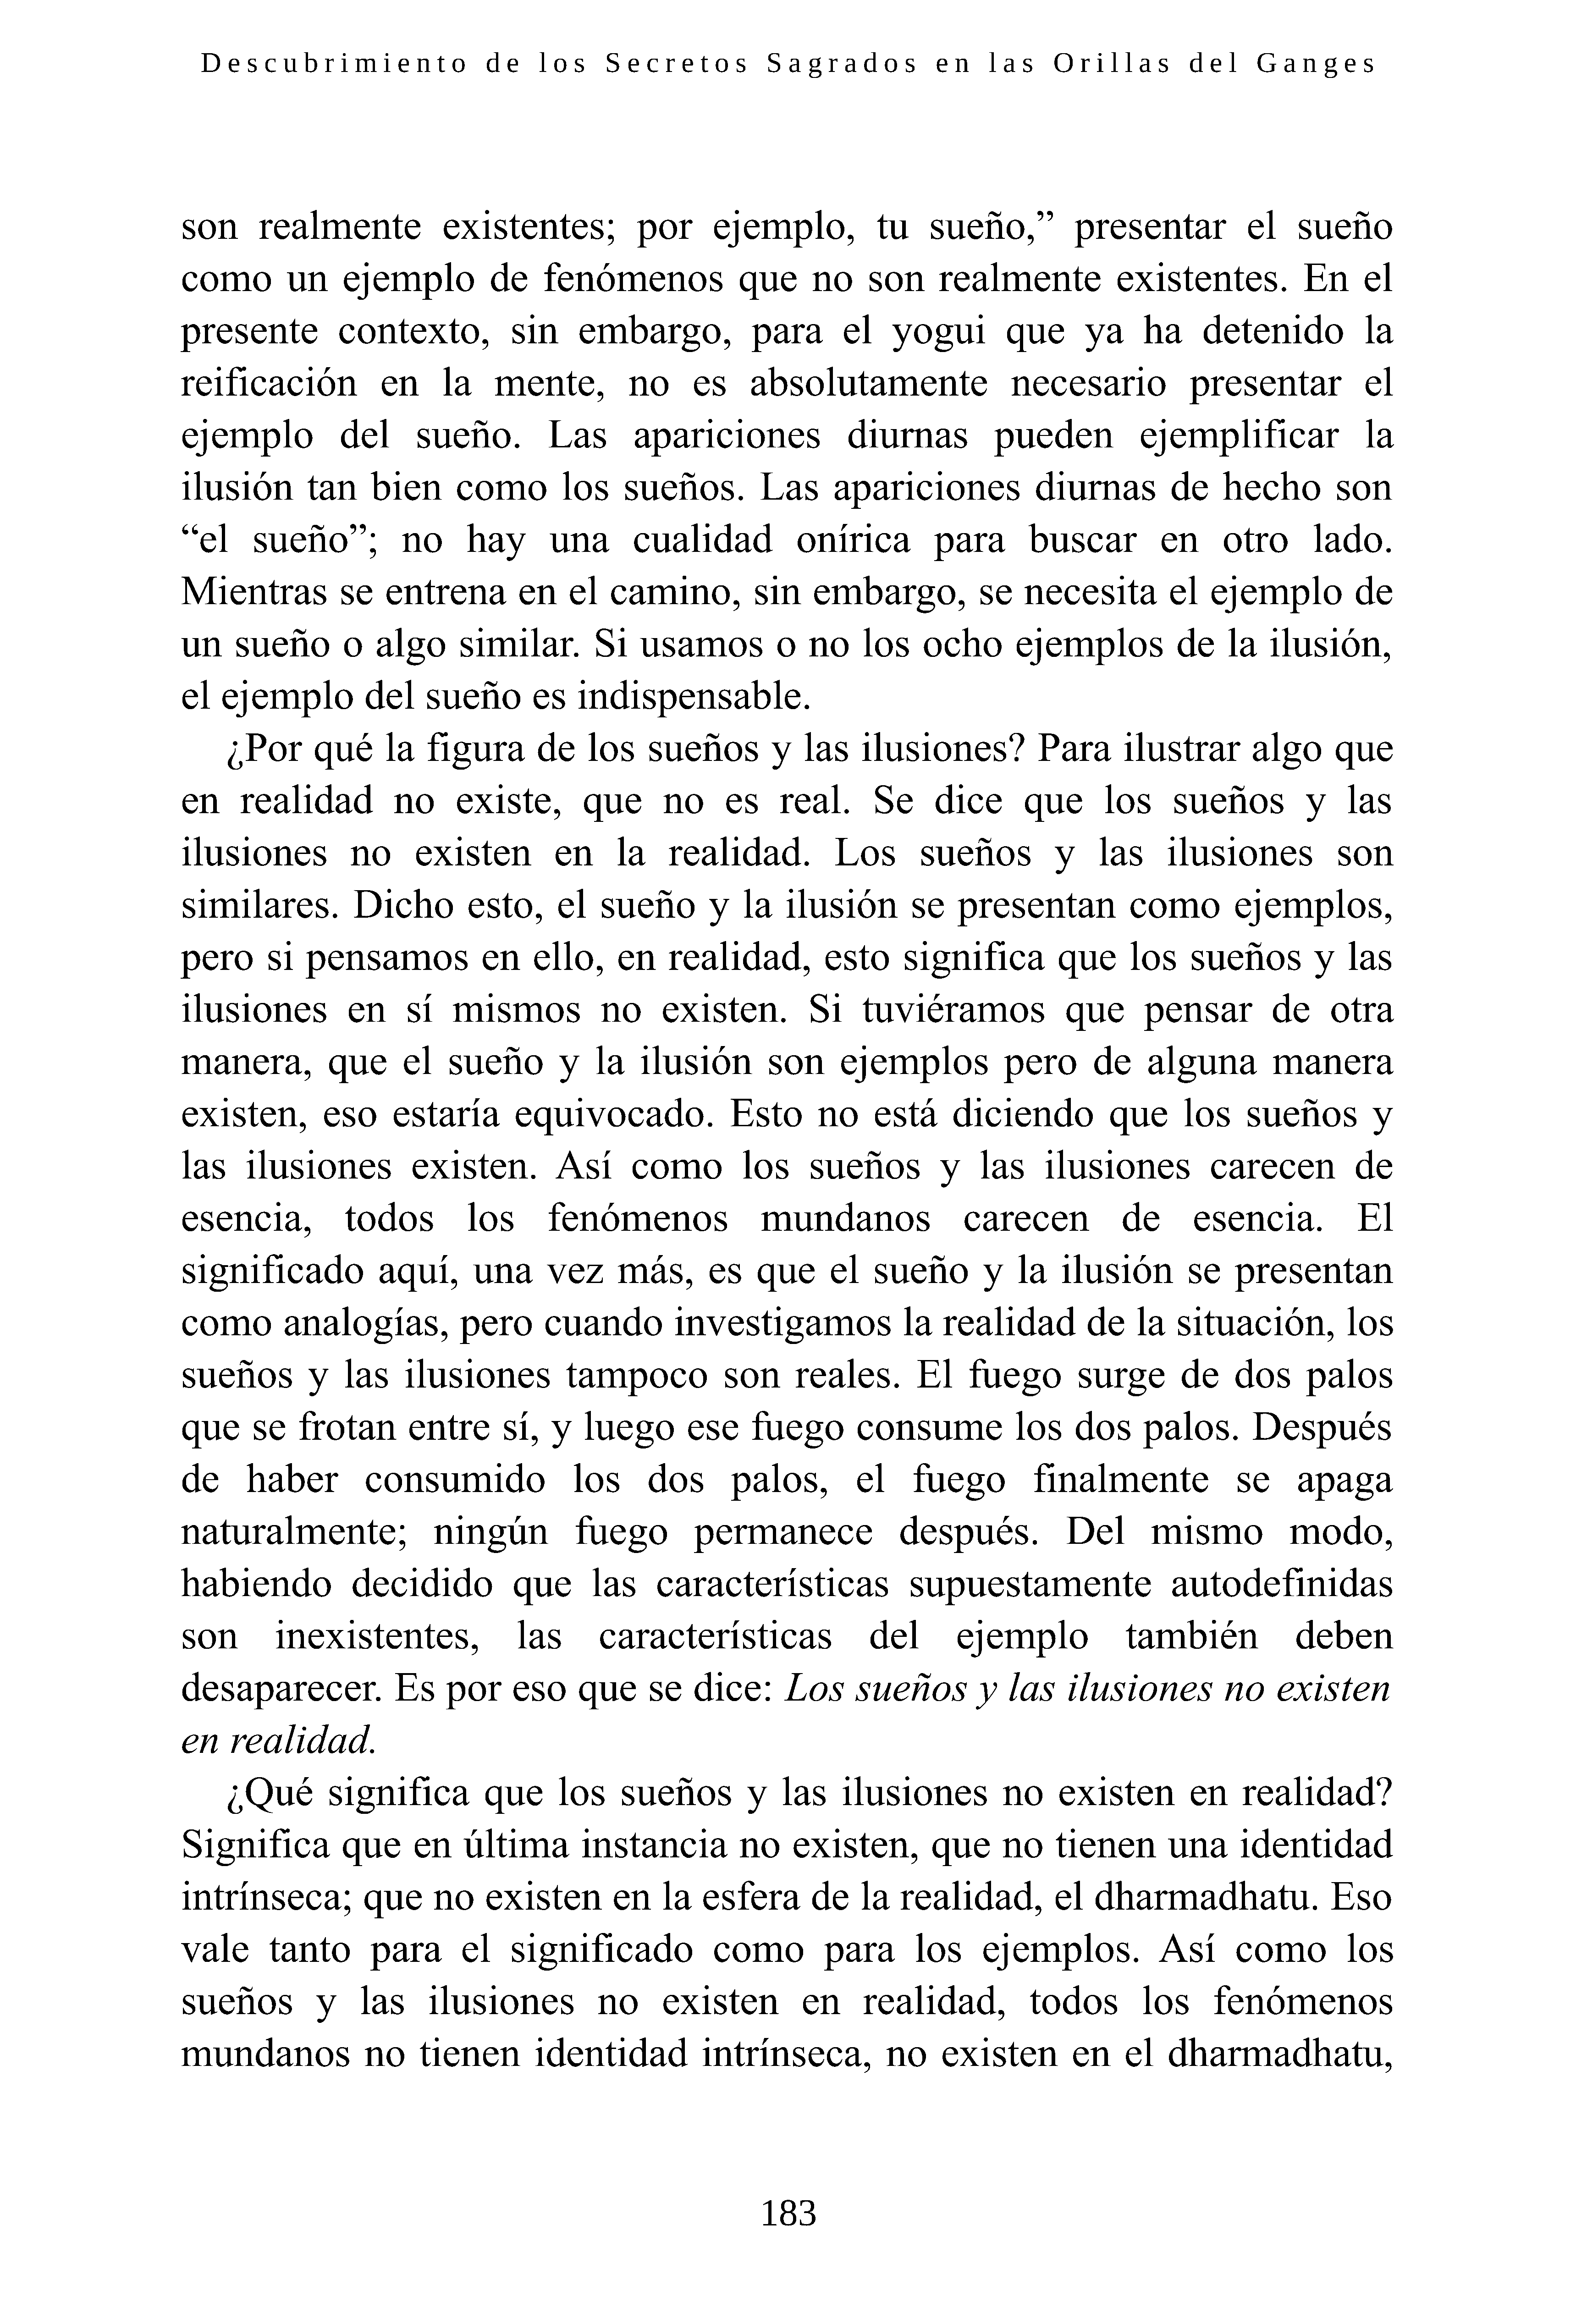 Descubrimiento de los Secretos Sagrados en las Orillas del Ganges
son realmente existentes; por ejemplo, tu sueño,” presentar el sueño
como un ejemplo de fenómenos que no son realmente existentes. En el
presente contexto, sin embargo, para el yogui que ya ha detenido la
reificación en la mente, no es absolutamente necesario presentar el
ejemplo del sueño. Las apariciones diurnas pueden ejemplificar la
ilusión tan bien como los sueños. Las apariciones diurnas de hecho son
“el sueño”; no hay una cualidad onírica para buscar en otro lado.
Mientras se entrena en el camino, sin embargo, se necesita el ejemplo de
un sueño o algo similar. Si usamos o no los ocho ejemplos de la ilusión,
el ejemplo del sueño es indispensable.
¿Por qué la figura de los sueños y las ilusiones? Para ilustrar algo que
en realidad no existe, que no es real. Se dice que los sueños y las
ilusiones no existen en la realidad. Los sueños y las ilusiones son
similares. Dicho esto, el sueño y la ilusión se presentan como ejemplos,
pero si pensamos en ello, en realidad, esto significa que los sueños y las
ilusiones en sí mismos no existen. Si tuviéramos que pensar de otra
manera, que el sueño y la ilusión son ejemplos pero de alguna manera
existen, eso estaría equivocado. Esto no está diciendo que los sueños y
las ilusiones existen. Así como los sueños y las ilusiones carecen de
esencia, todos los fenómenos mundanos carecen de esencia. El
significado aquí, una vez más, es que el sueño y la ilusión se presentan
como analogías, pero cuando investigamos la realidad de la situación, los
sueños y las ilusiones tampoco son reales. El fuego surge de dos palos
que se frotan entre sí, y luego ese fuego consume los dos palos. Después
de haber consumido los dos palos, el fuego finalmente se apaga
naturalmente; ningún fuego permanece después. Del mismo modo,
habiendo decidido que las características supuestamente autodefinidas
son inexistentes, las características del ejemplo también deben
desaparecer. Es por eso que se dice: Los sueños y las ilusiones no existen
en realidad.
¿Qué significa que los sueños y las ilusiones no existen en realidad?
Significa que en última instancia no existen, que no tienen una identidad
intrínseca; que no existen en la esfera de la realidad, el dharmadhatu. Eso
vale tanto para el significado como para los ejemplos. Así como los
sueños y las ilusiones no existen en realidad, todos los fenómenos
mundanos no tienen identidad intrínseca, no existen en el dharmadhatu,
183